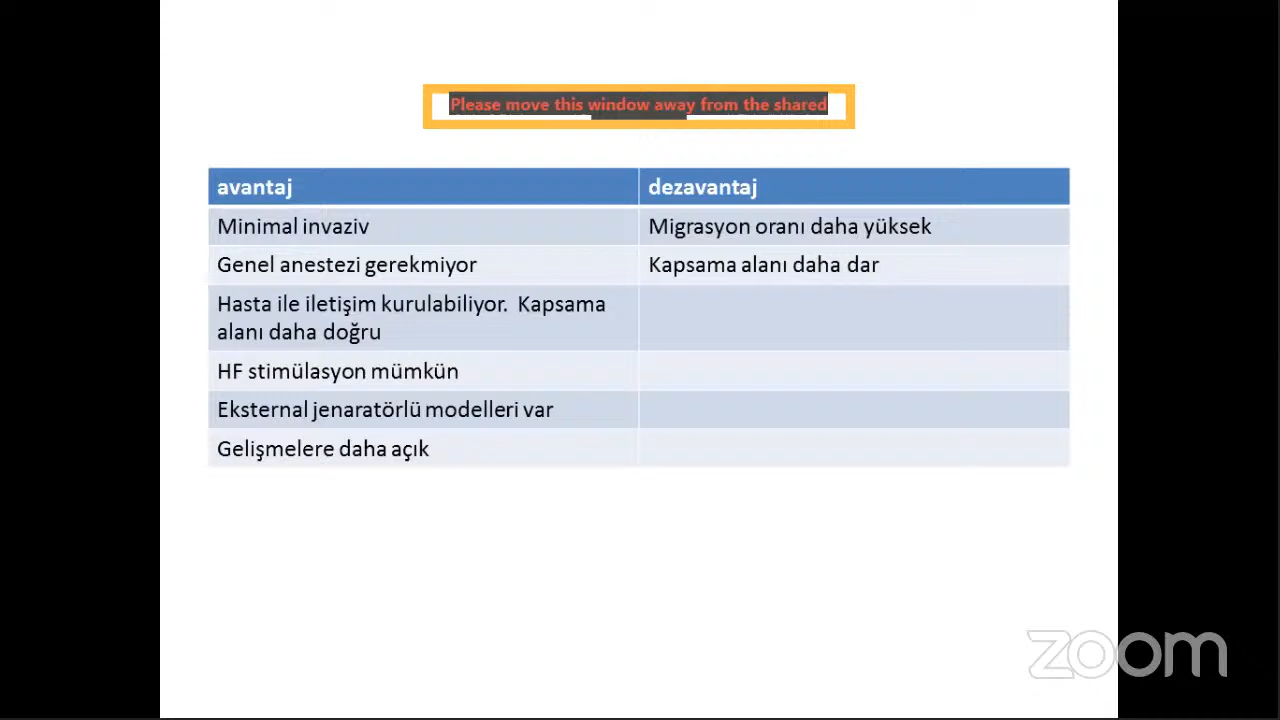 Please move this window away from the shared
avantaj
dezavantaj
Minimal invaziv
Migrasyon oranı daha yüksek
Genel anestezi gerekmiyor
Kapsama alanı daha dar
Hasta ile iletişim kurulabiliyor. Kapsama
alanı daha doğru
HF stimülasyon mümkün
Eksternal jenaratörlü modelleri var
Gelişmelere daha açık
zoom